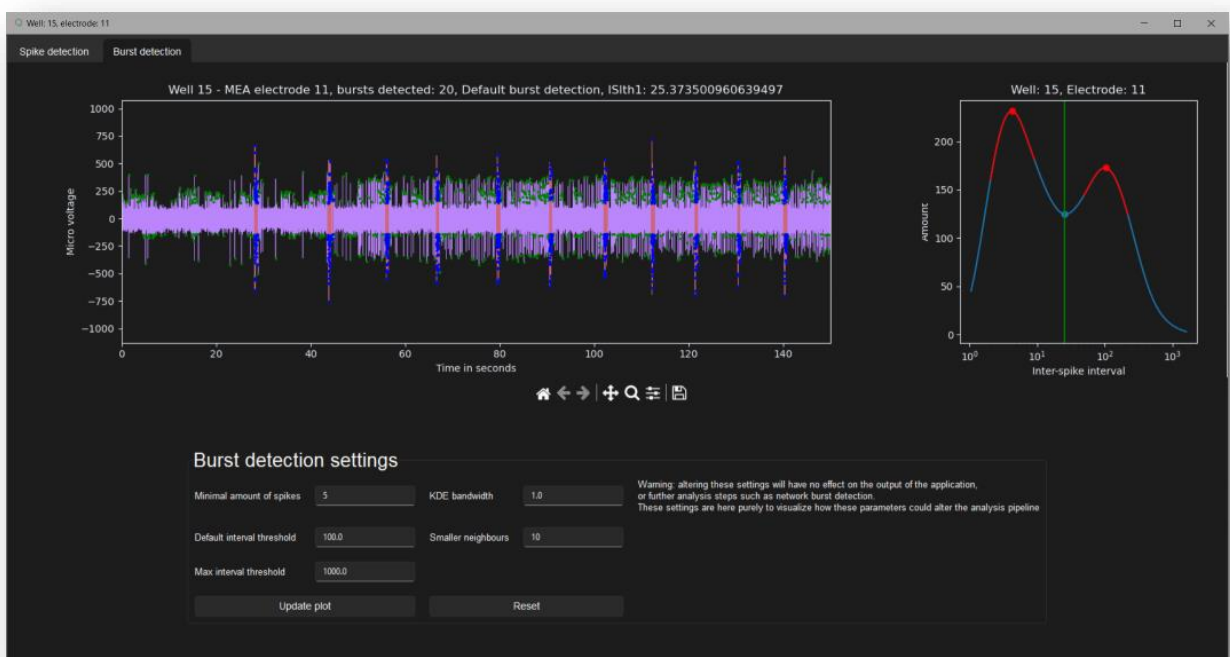 Well: 15, electrode: 11
Spike detection
Burst detection
Well 15 - MEA electrode 11, bursts detected: 20, Default burst detection, ISIth1: 25.373500960639497
1000
750
500
250
0
−250
−500
−750
−1000
Micro voltage
0 20 40 60 80 100 120 140
Time in seconds
Well: 15, Electrode: 11
200
150
100
50
0
Amount
10⁰ 10¹ 10² 10³
Inter-spike interval
Burst detection settings
Minimal amount of spikes 5 KDE bandwidth 1.0
Default interval threshold 100.0 Smaller neighbours 10
Max interval threshold 1000.0
Update plot Reset
Warning: altering these settings will have no effect on the output of the application,
or further analysis steps such as network burst detection.
These settings are here purely to visualize how these parameters could alter the analysis pipeline